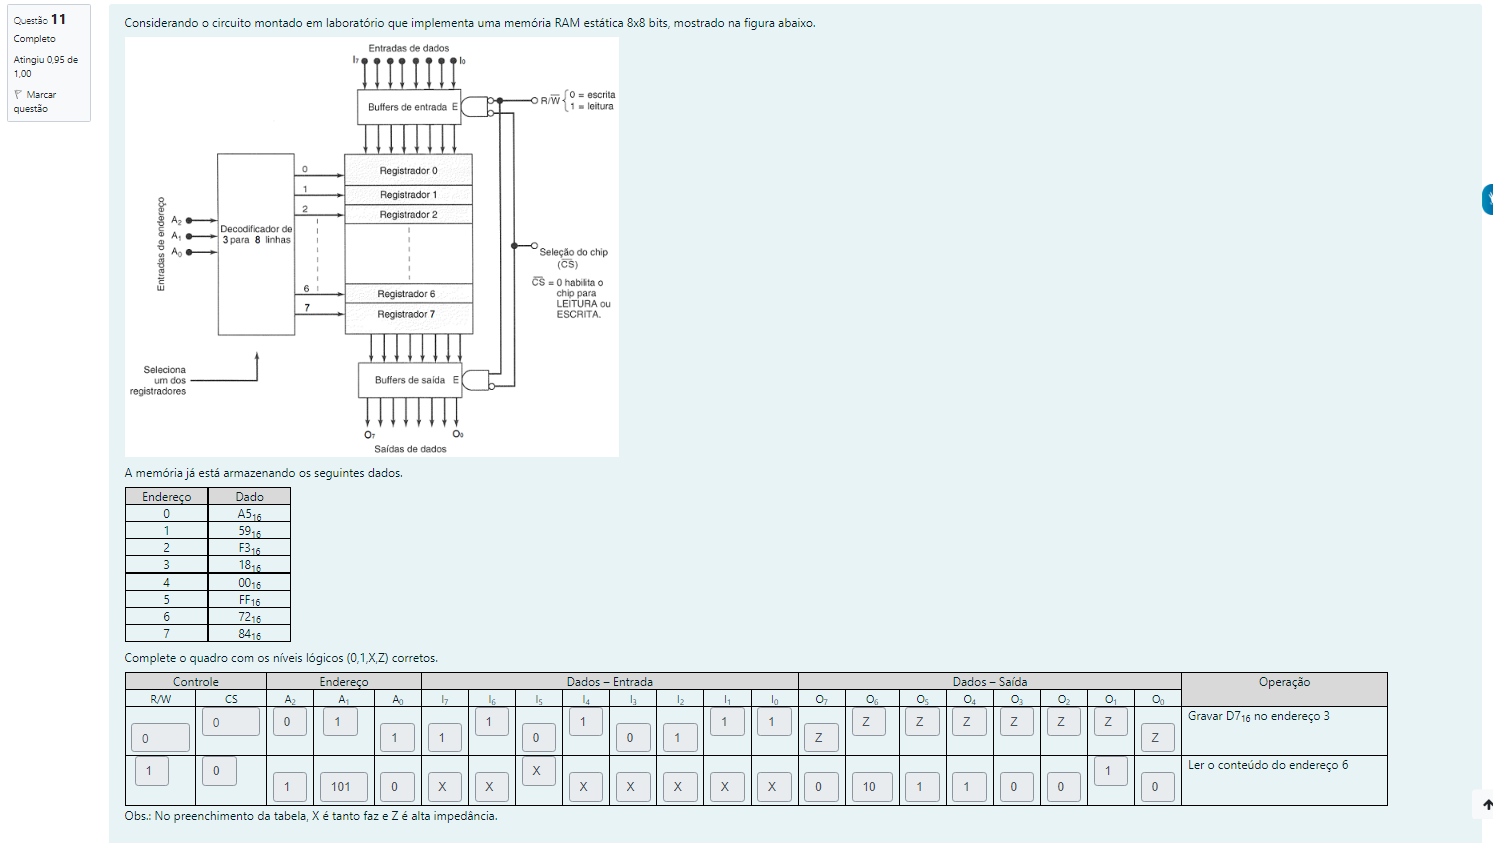 Questão 11
Completo
Atingiu 0,95 de
1,00
Marcar
questão
Considerando o circuito montado em laboratório que implementa uma memória RAM estática 8x8 bits, mostrado na figura abaixo.
Entradas de dados
I7 I0
Buffers de entrada E
R/W { 0 = escrita
1 = leitura
0 Registrador 0
1 Registrador 1
2 Registrador 2
Entradas de endereço
A2
A1
A0
Decodificador de
3 para 8 linhas
Seleção do chip
(CS)
CS = 0 habilita o
chip para
LEITURA ou
ESCRITA.
6 Registrador 6
7 Registrador 7
Seleciona
um dos
registradores
Buffers de saída E
O7 O0
Saídas de dados
A memória já está armazenando os seguintes dados.
Endereço Dado
0 A516
1 5916
2 F316
3 1816
4 0016
5 FF16
6 7216
7 8416
Complete o quadro com os níveis lógicos (0,1,X,Z) corretos.
Controle Endereço Dados – Entrada Dados – Saída Operação
R/W CS A2 A1 A0 I7 I6 I5 I4 I3 I2 I1 I0 O7 O6 O5 O4 O3 O2 O1 O0
0 0 0 1 1 1 1 0 1 0 1 1 1 Z Z Z Z Z Z Z Z Gravar D716 no endereço 3
1 0 1 101 0 X X X X X X X X 0 10 1 1 0 0 1 0 Ler o conteúdo do endereço 6
Obs.: No preenchimento da tabela, X é tanto faz e Z é alta impedância.